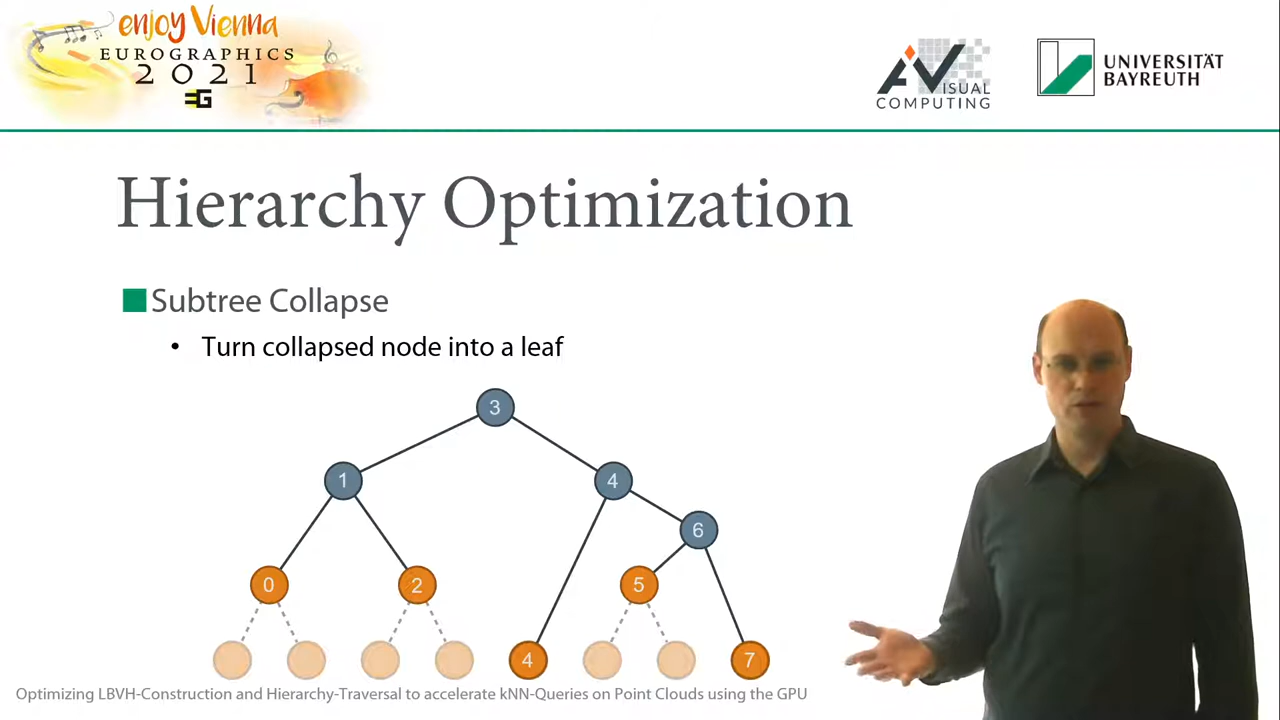 enjoy Vienna
EUROGRAPHICS
2021
EG
VISUAL
COMPUTING
UNIVERSITÄT
BAYREUTH
Hierarchy Optimization
Subtree Collapse
• Turn collapsed node into a leaf
3
1
4
6
0
2
5
4
7
Optimizing LBVH-Construction and Hierarchy-Traversal to accelerate kNN-Queries on Point Clouds using the GPU